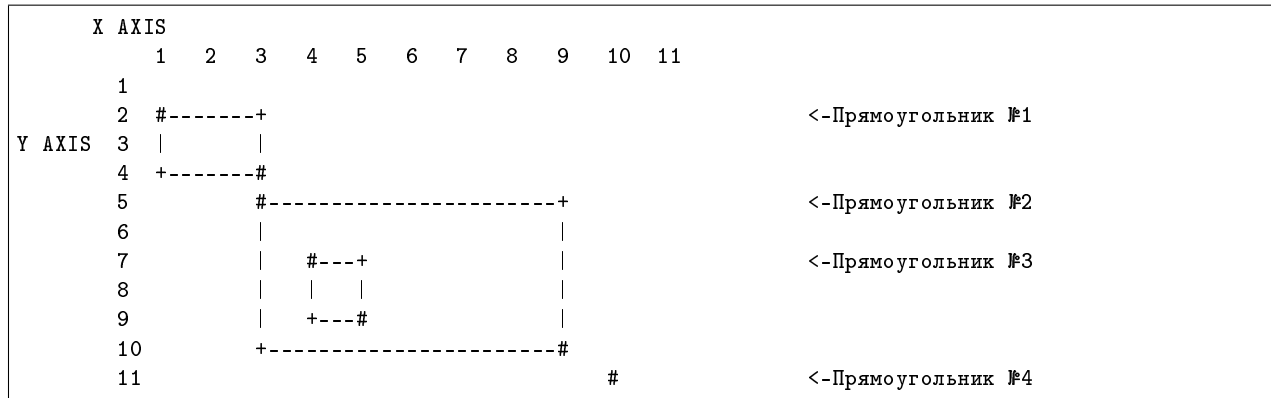 X AXIS
1 2 3 4 5 6 7 8 9 10 11
1
2 #-------+ <-Прямоугольник №1
Y AXIS 3 | |
4 +-------#
5 #-----------------------+ <-Прямоугольник №2
6 | |
7 | #---+ | <-Прямоугольник №3
8 | | | |
9 | +---# |
10 +-----------------------#
11 # <-Прямоугольник №4